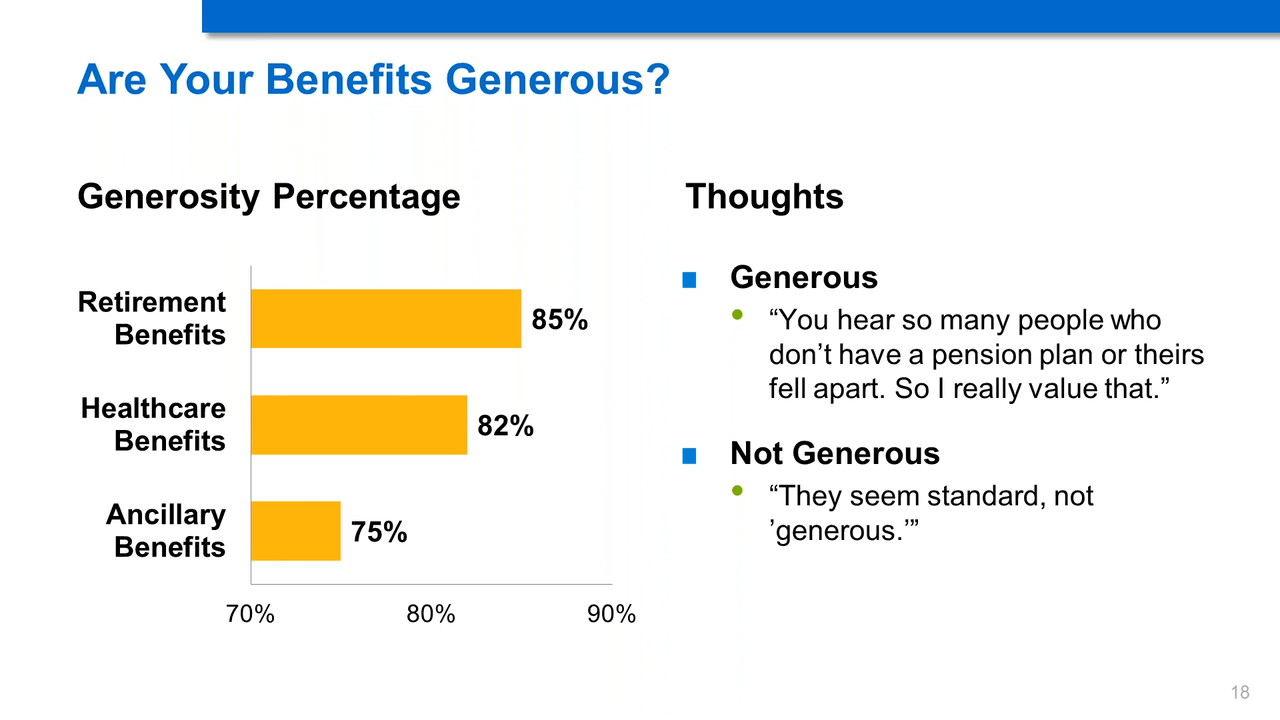 Are Your Benefits Generous?
Generosity Percentage
Retirement
Benefits
85%
Healthcare
Benefits
82%
Ancillary
Benefits
75%
70%
80%
90%
Thoughts
Generous
“You hear so many people who
don’t have a pension plan or theirs
fell apart. So I really value that.”
Not Generous
“They seem standard, not
’generous.’”
18